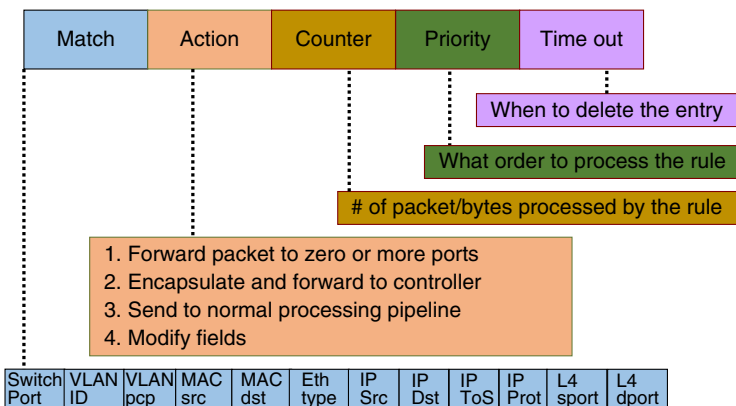 Match Action Counter Priority Time out
When to delete the entry
What order to process the rule
# of packet/bytes processed by the rule
1. Forward packet to zero or more ports
2. Encapsulate and forward to controller
3. Send to normal processing pipeline
4. Modify fields
Switch VLAN VLAN MAC MAC Eth IP IP IP IP L4 L4
Port ID pcp src dst type Src Dst ToS Prot sport dport